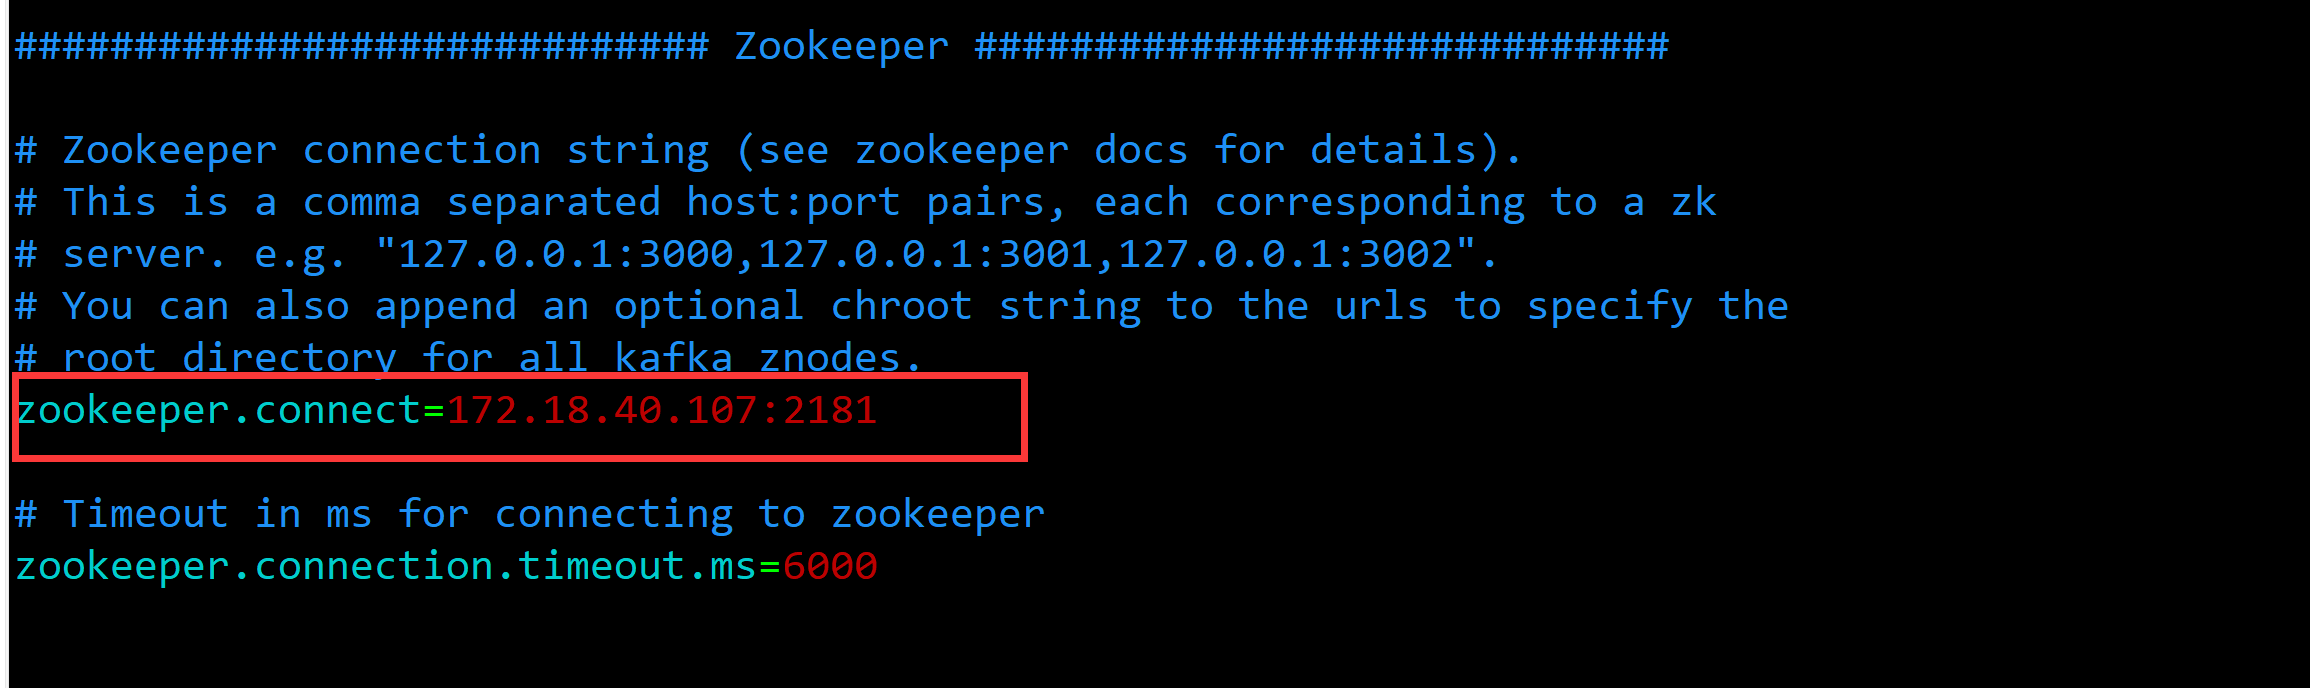 ############################# Zookeeper #############################
# Zookeeper connection string (see zookeeper docs for details).
# This is a comma separated host:port pairs, each corresponding to a zk
# server. e.g. "127.0.0.1:3000,127.0.0.1:3001,127.0.0.1:3002".
# You can also append an optional chroot string to the urls to specify the
# root directory for all kafka znodes.
zookeeper.connect=172.18.40.107:2181
# Timeout in ms for connecting to zookeeper
zookeeper.connection.timeout.ms=6000